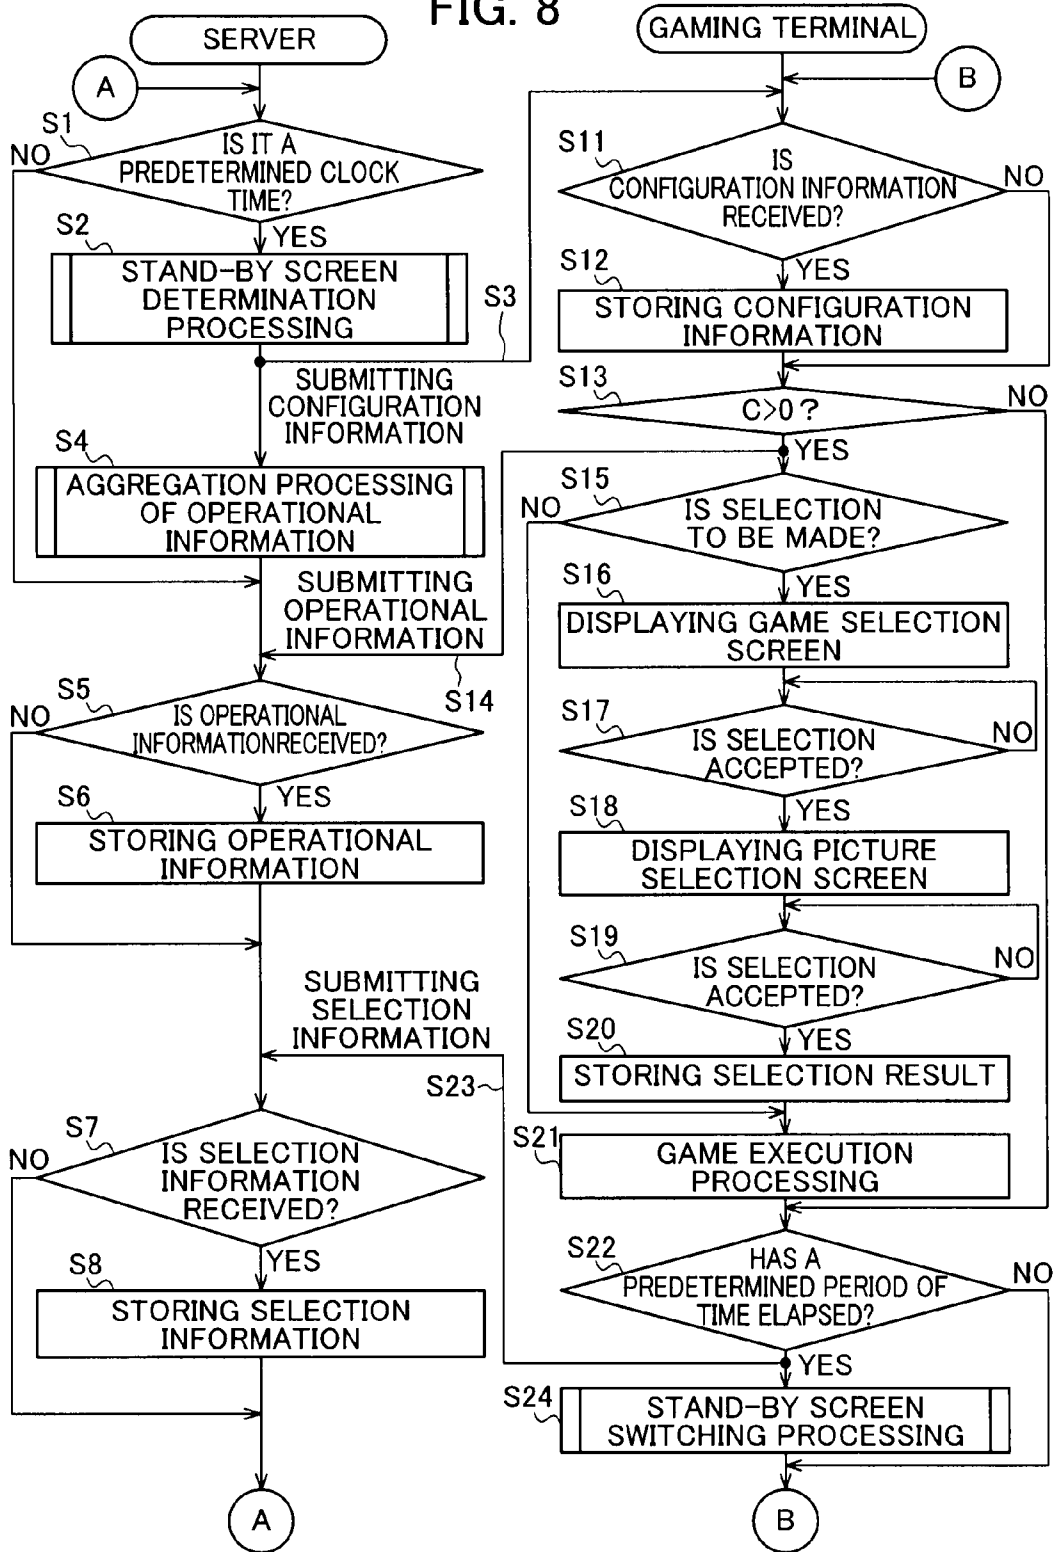 FIG. 8
SERVER
A
S1
NO
IS IT A
PREDETERMINED CLOCK
TIME?
YES
S2
STAND-BY SCREEN
DETERMINATION
PROCESSING
S3
SUBMITTING
CONFIGURATION
INFORMATION
S4
AGGREGATION PROCESSING
OF OPERATIONAL
INFORMATION
SUBMITTING
OPERATIONAL
INFORMATION
S14
S5
NO
IS OPERATIONAL
INFORMATIONRECEIVED?
YES
S6
STORING OPERATIONAL
INFORMATION
SUBMITTING
SELECTION
INFORMATION
S23
S7
NO
IS SELECTION
INFORMATION
RECEIVED?
YES
S8
STORING SELECTION
INFORMATION
A
GAMING TERMINAL
B
S11
IS
CONFIGURATION INFORMATION
RECEIVED?
NO
YES
S12
STORING CONFIGURATION
INFORMATION
S13
C>0?
NO
YES
S15
NO
IS SELECTION
TO BE MADE?
YES
S16
DISPLAYING GAME SELECTION
SCREEN
S17
IS SELECTION
ACCEPTED?
NO
YES
S18
DISPLAYING PICTURE
SELECTION SCREEN
S19
IS SELECTION
ACCEPTED?
NO
YES
S20
STORING SELECTION RESULT
S21
GAME EXECUTION
PROCESSING
S22
HAS A
PREDETERMINED PERIOD OF
TIME ELAPSED?
NO
YES
S24
STAND-BY SCREEN
SWITCHING PROCESSING
B